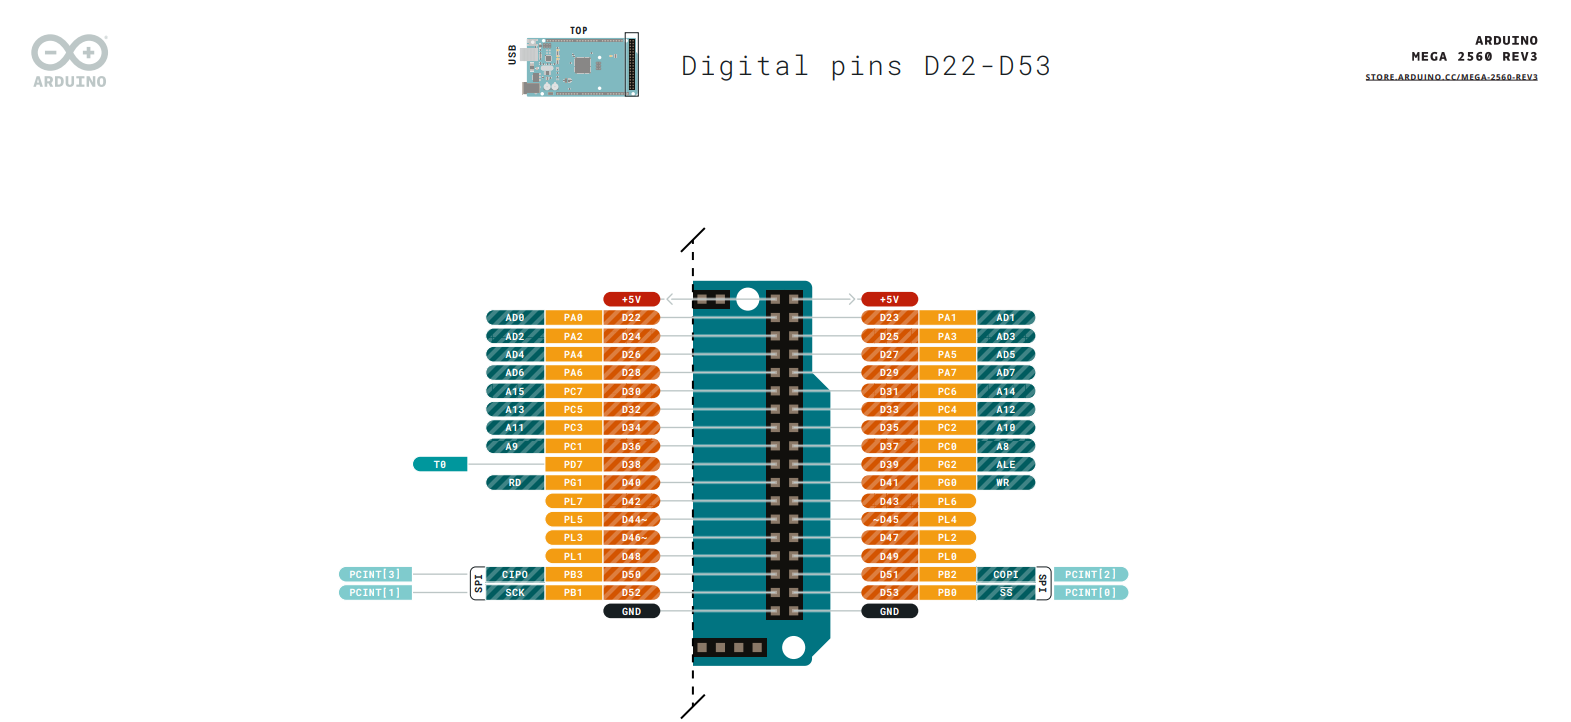 ARDUINO
USB
TOP
Digital pins D22-D53
ARDUINO
MEGA 2560 REV3
STORE.ARDUINO.CC/MEGA-2560-REV3
+5V +5V
AD0 PA0 D22 D23 PA1 AD1
AD2 PA2 D24 D25 PA3 AD3
AD4 PA4 D26 D27 PA5 AD5
AD6 PA6 D28 D29 PA7 AD7
A15 PC7 D30 D31 PC6 A14
A13 PC5 D32 D33 PC4 A12
A11 PC3 D34 D35 PC2 A10
A9 PC1 D36 D37 PC0 A8
T0 PD7 D38 D39 PG2 ALE
RD PG1 D40 D41 PG0 WR
PL7 D42 D43 PL6
PL5 D44~ ~D45 PL4
PL3 D46~ D47 PL2
PL1 D48 D49 PL0
PCINT[3] SPI CIPO PB3 D50 D51 PB2 COPI SPI PCINT[2]
PCINT[1] SCK PB1 D52 D53 PB0 SS PCINT[0]
GND GND